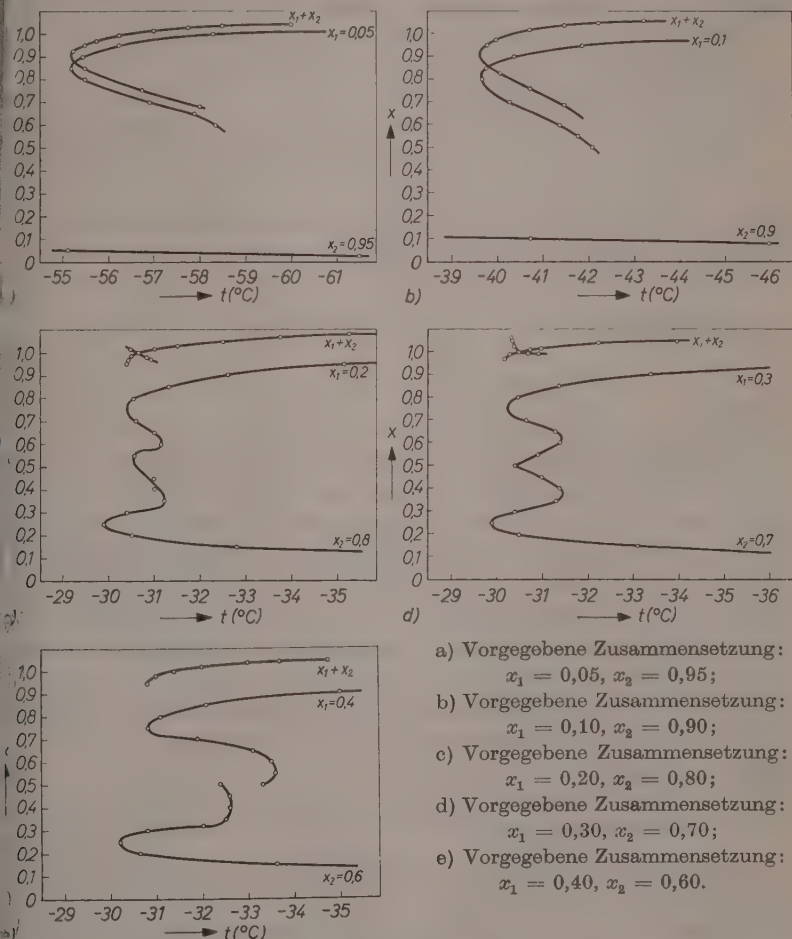 x₁+x₂
x₁=0,05
1,0
0,9
0,8
0,7
0,6
0,5
0,4
0,3
0,2
0,1
0
x₂=0,95
-55 -56 -57 -58 -59 -60 -61
t(°C)
x
x₁+x₂
x₁=0,1
1,0
0,9
0,8
0,7
0,6
0,5
0,4
0,3
0,2
0,1
0
x₂=0,9
-39 -40 -41 -42 -43 -44 -45 -46
b) t(°C)
x₁+x₂
x₁=0,2
1,0
0,9
0,8
0,7
0,6
0,5
0,4
0,3
0,2
0,1
0
x₂=0,8
-29 -30 -31 -32 -33 -34 -35
t(°C)
x
x₁+x₂
x₁=0,3
1,0
0,9
0,8
0,7
0,6
0,5
0,4
0,3
0,2
0,1
0
x₂=0,7
-29 -30 -31 -32 -33 -34 -35 -36
d) t(°C)
x₁+x₂
x₁=0,4
1,0
0,9
0,8
0,7
0,6
0,5
0,4
0,3
0,2
0,1
0
x₂=0,6
-29 -30 -31 -32 -33 -34 -35
t(°C)
a) Vorgegebene Zusammensetzung:
x₁ = 0,05, x₂ = 0,95;
b) Vorgegebene Zusammensetzung:
x₁ = 0,10, x₂ = 0,90;
c) Vorgegebene Zusammensetzung:
x₁ = 0,20, x₂ = 0,80;
d) Vorgegebene Zusammensetzung:
x₁ = 0,30, x₂ = 0,70;
e) Vorgegebene Zusammensetzung:
x₁ = 0,40, x₂ = 0,60.